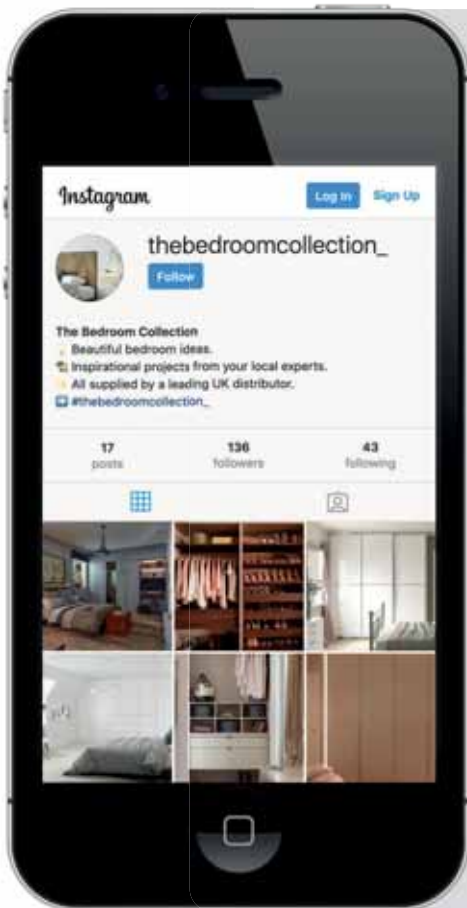 Instagram
Log In Sign Up
thebedroomcollection_
Follow
The Bedroom Collection
Beautiful bedroom ideas.
Inspirational projects from your local experts.
All supplied by a leading UK distributor.
#thebedroomcollection_
17 136 43
posts followers following